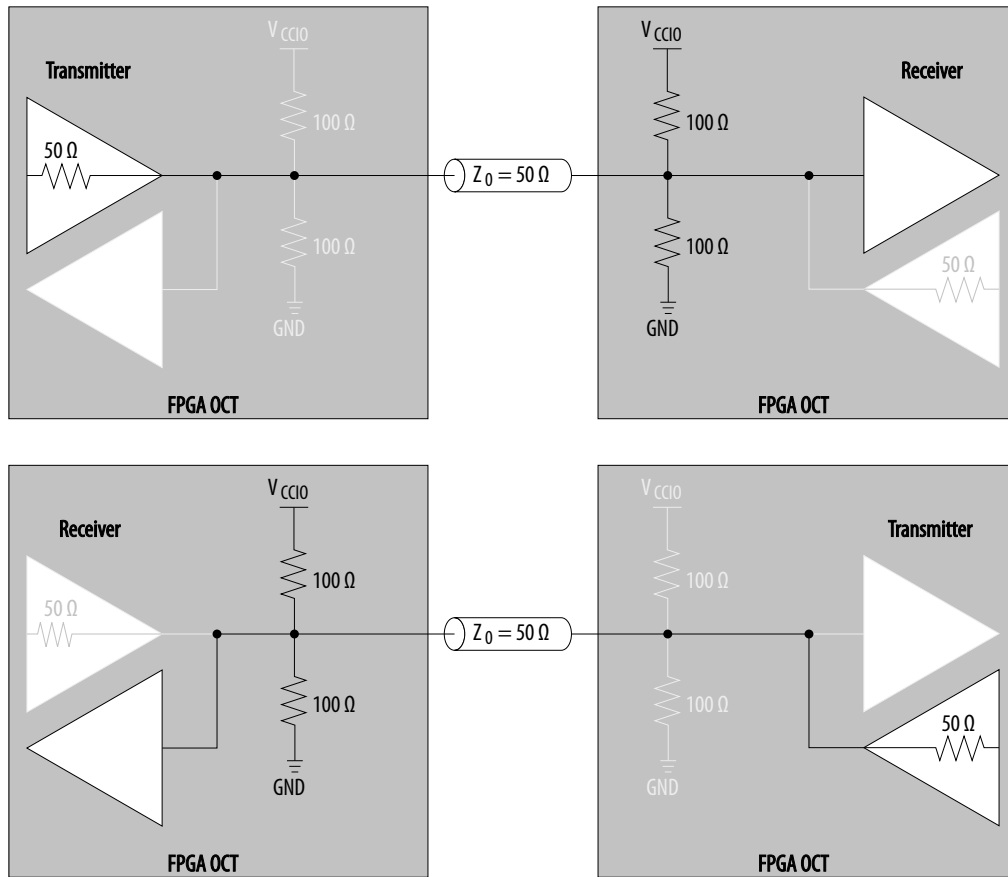 V CCIO
Transmitter
100 Ω
50 Ω
100 Ω
GND
FPGA OCT
Z 0 = 50 Ω
V CCIO
Receiver
100 Ω
100 Ω
50 Ω
GND
FPGA OCT
V CCIO
Receiver
100 Ω
50 Ω
100 Ω
GND
FPGA OCT
Z 0 = 50 Ω
V CCIO
Transmitter
100 Ω
100 Ω
50 Ω
GND
FPGA OCT